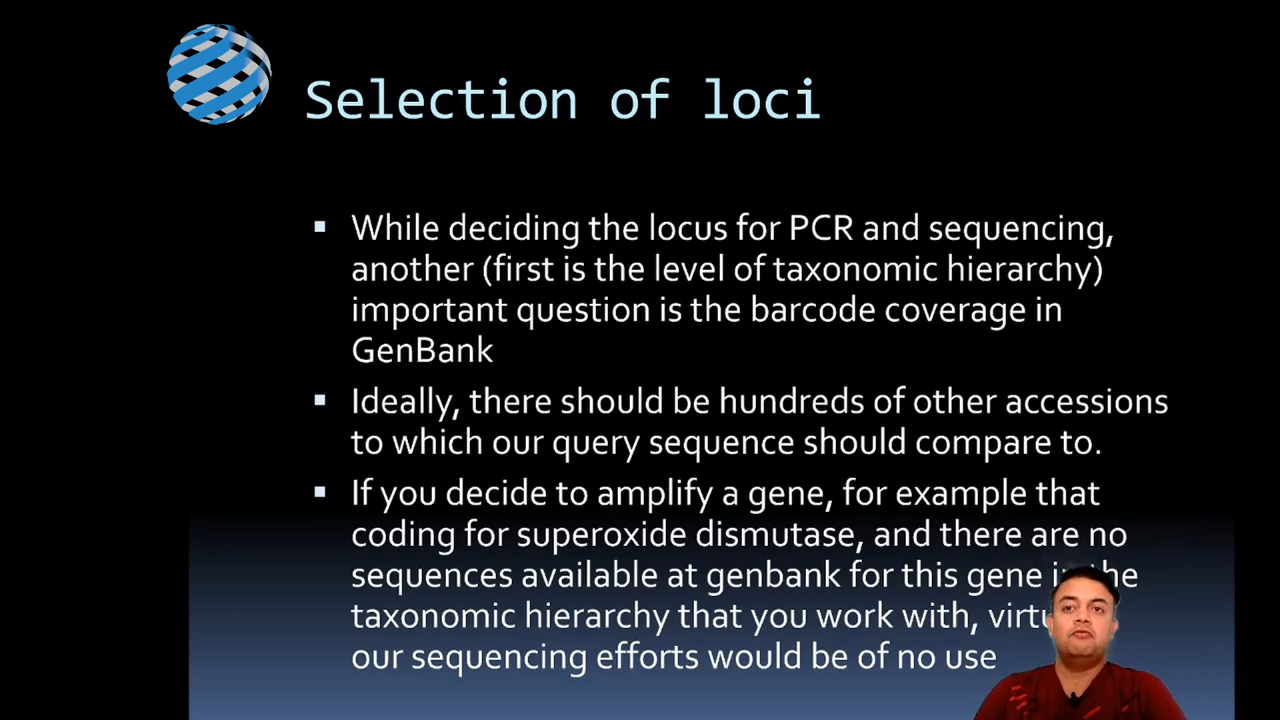 Selection of loci
While deciding the locus for PCR and sequencing,
another (first is the level of taxonomic hierarchy)
important question is the barcode coverage in
GenBank
Ideally, there should be hundreds of other accessions
to which our query sequence should compare to.
If you decide to amplify a gene, for example that
coding for superoxide dismutase, and there are no
sequences available at genbank for this gene in the
taxonomic hierarchy that you work with,
our sequencing efforts would be of no use